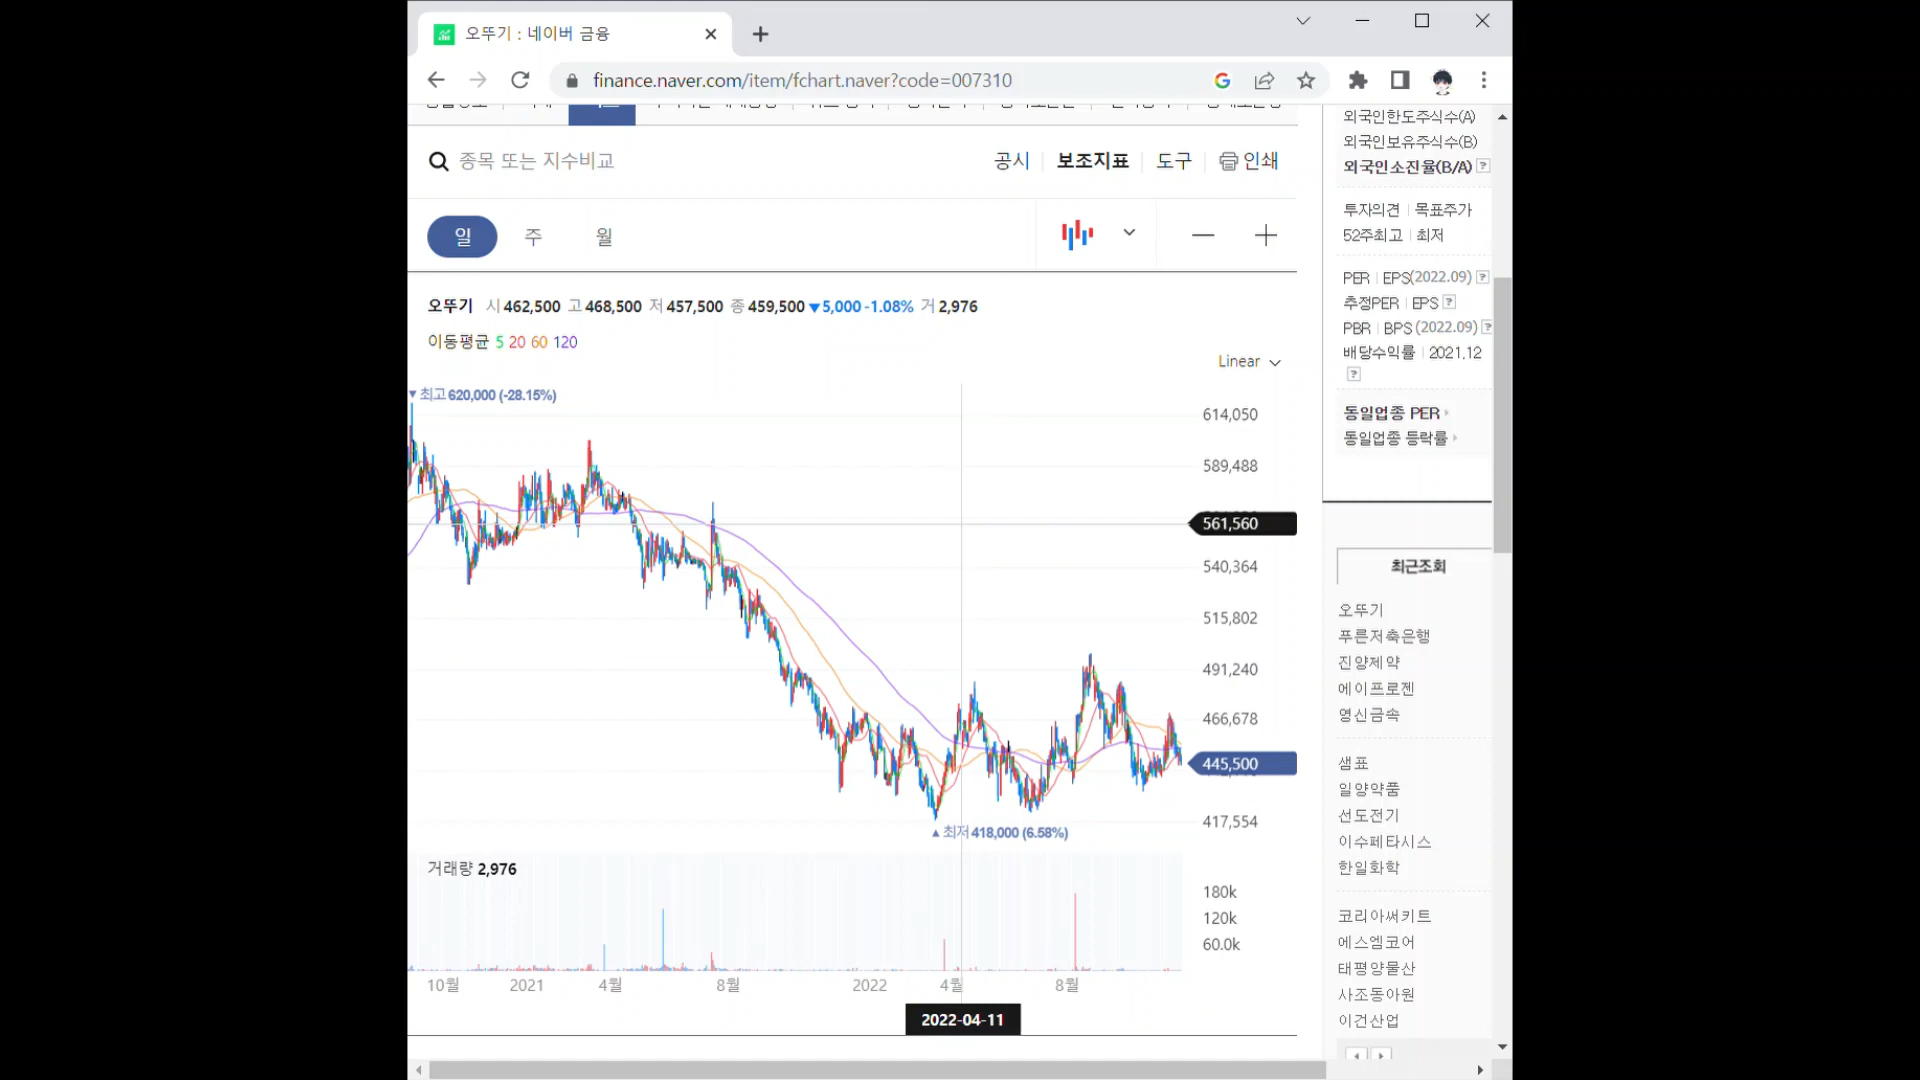 오뚜기 : 네이버 금융
finance.naver.com/item/fchart.naver?code=007310
종목 또는 지수비교
공시 보조지표 도구 인쇄
일 주 월
오뚜기 시 462,500 고 468,500 저 457,500 종 459,500 ▼5,000 -1.08% 거 2,976
이동평균 5 20 60 120
Linear
▼최고 620,000 (-28.15%)
614,050
589,488
561,560
540,364
515,802
491,240
466,678
445,500
417,554
▲최저 418,000 (6.58%)
거래량 2,976
180k
120k
60.0k
10월 2021 4월 8월 2022 4월 8월
2022-04-11
외국인한도주식수(A)
외국인보유주식수(B)
외국인소진율(B/A) ?
투자의견 | 목표주가
52주최고 | 최저
PER | EPS(2022.09) ?
추정PER | EPS ?
PBR | BPS (2022.09) ?
배당수익률 | 2021.12
?
동일업종 PER
동일업종 등락률
최근조회
오뚜기
푸른저축은행
진양제약
에이프로젠
영신금속
샘표
일양약품
선도전기
이수페타시스
한일화학
코리아써키트
에스엠코어
태평양물산
사조동아원
이건산업